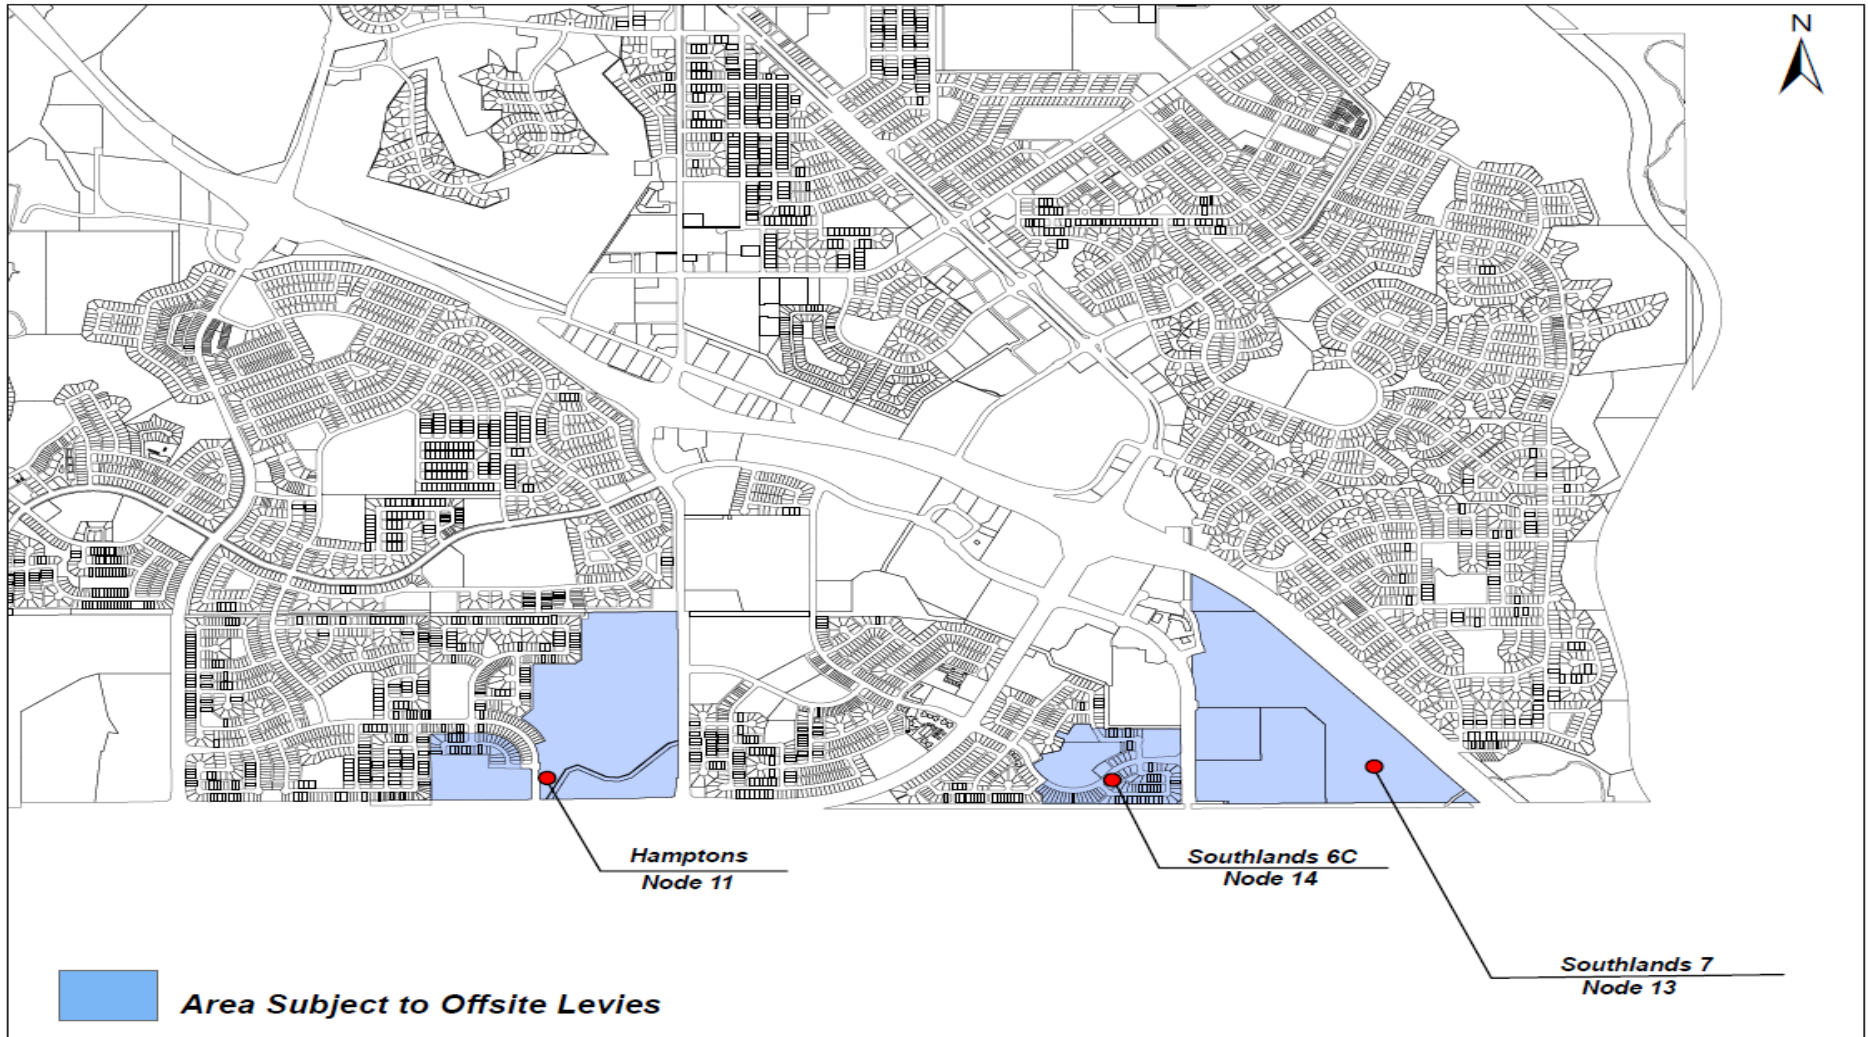 N
Hamptons
Node 11
Southlands 6C
Node 14
Southlands 7
Node 13
Area Subject to Offsite Levies